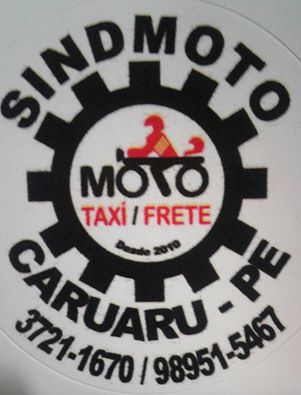 SINDMOTO
MOTO
TAXÍ / FRETE
Desde 2010
CARUARU - PE
3721-1670 / 98951-5467